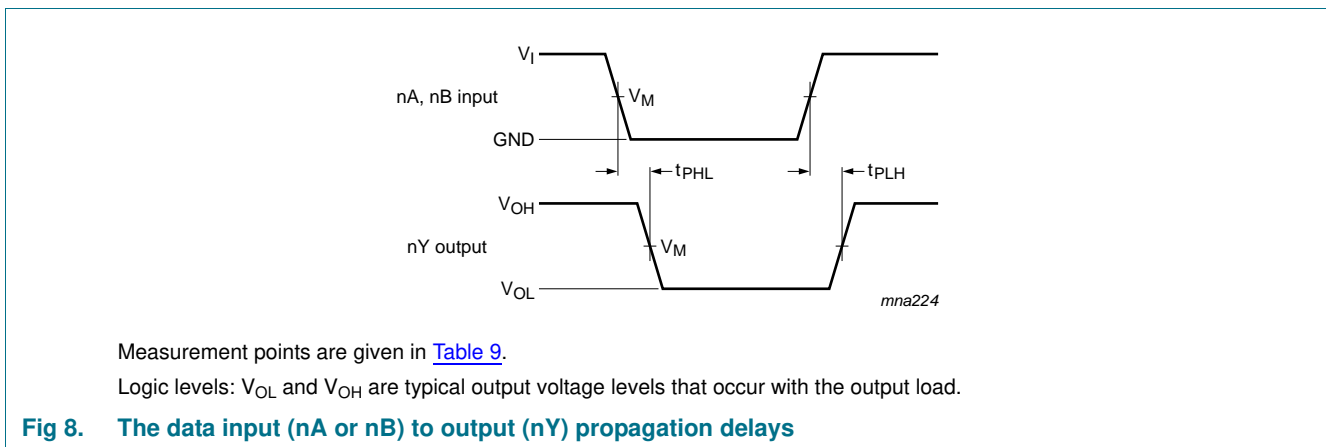 VI
nA, nB input
VM
GND
tPHL
tPLH
VOH
nY output
VM
VOL
mna224
Measurement points are given in Table 9.
Logic levels: VOL and VOH are typical output voltage levels that occur with the output load.
Fig 8. The data input (nA or nB) to output (nY) propagation delays